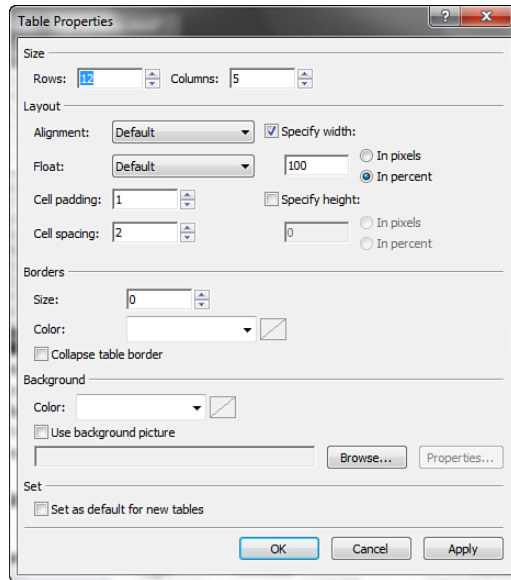 Table Properties
Size
Rows: 12 Columns: 5
Layout
Alignment: Default Specify width:
Float: Default 100 In pixels
In percent
Cell padding: 1 Specify height:
Cell spacing: 2 0 In pixels
In percent
Borders
Size: 0
Color:
Collapse table border
Background
Color:
Use background picture
Browse... Properties...
Set
Set as default for new tables
OK Cancel Apply